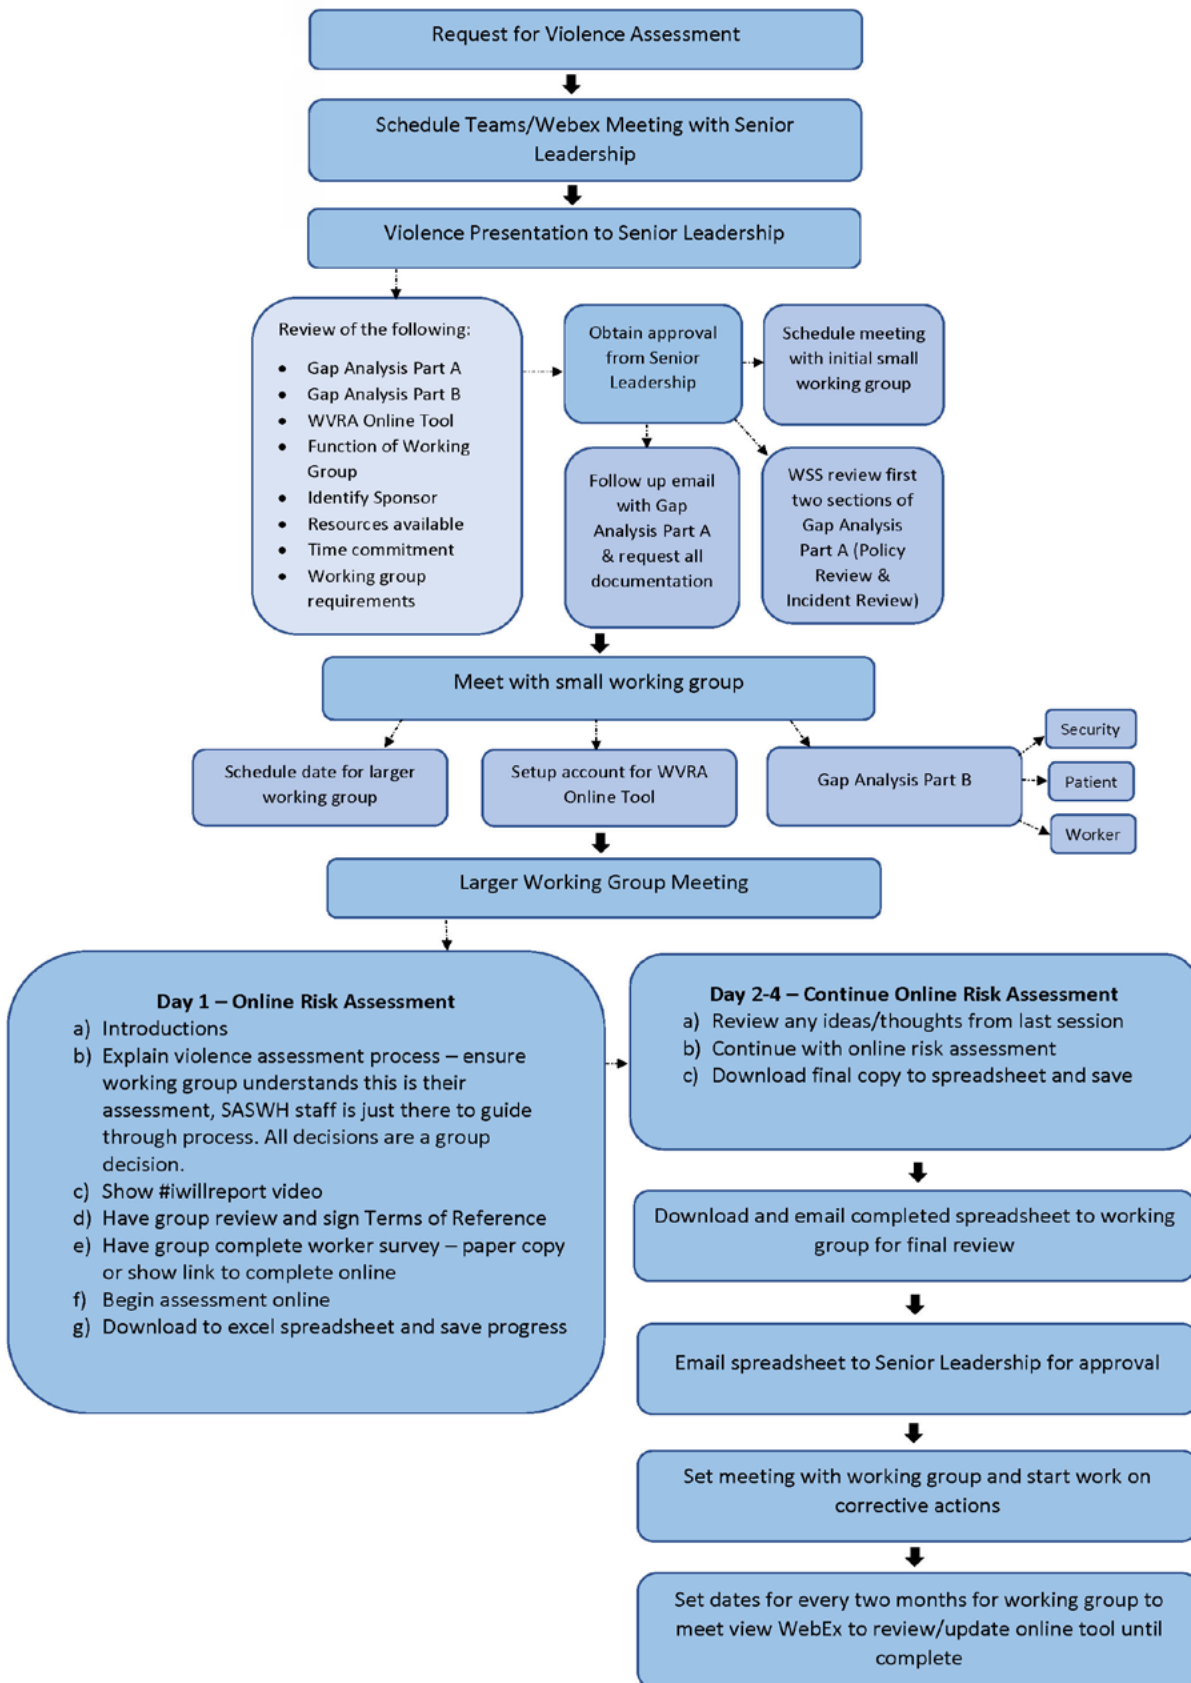 Request for Violence Assessment
Schedule Teams/Webex Meeting with Senior
Leadership
Violence Presentation to Senior Leadership
Review of the following:
• Gap Analysis Part A
• Gap Analysis Part B
• WVRA Online Tool
• Function of Working
Group
• Identify Sponsor
• Resources available
• Time commitment
• Working group
requirements
Obtain approval
from Senior
Leadership
Schedule meeting
with initial small
working group
Follow up email
with Gap
Analysis Part A
& request all
documentation
WSS review first
two sections of
Gap Analysis
Part A (Policy
Review &
Incident Review)
Meet with small working group
Schedule date for larger
working group
Setup account for WVRA
Online Tool
Gap Analysis Part B
Security
Patient
Worker
Larger Working Group Meeting
Day 1 – Online Risk Assessment
a) Introductions
b) Explain violence assessment process – ensure
working group understands this is their
assessment, SASWH staff is just there to guide
through process. All decisions are a group
decision.
c) Show #iwillreport video
d) Have group review and sign Terms of Reference
e) Have group complete worker survey – paper copy
or show link to complete online
f) Begin assessment online
g) Download to excel spreadsheet and save progress
Day 2-4 – Continue Online Risk Assessment
a) Review any ideas/thoughts from last session
b) Continue with online risk assessment
c) Download final copy to spreadsheet and save
Download and email completed spreadsheet to working
group for final review
Email spreadsheet to Senior Leadership for approval
Set meeting with working group and start work on
corrective actions
Set dates for every two months for working group to
meet view WebEx to review/update online tool until
complete